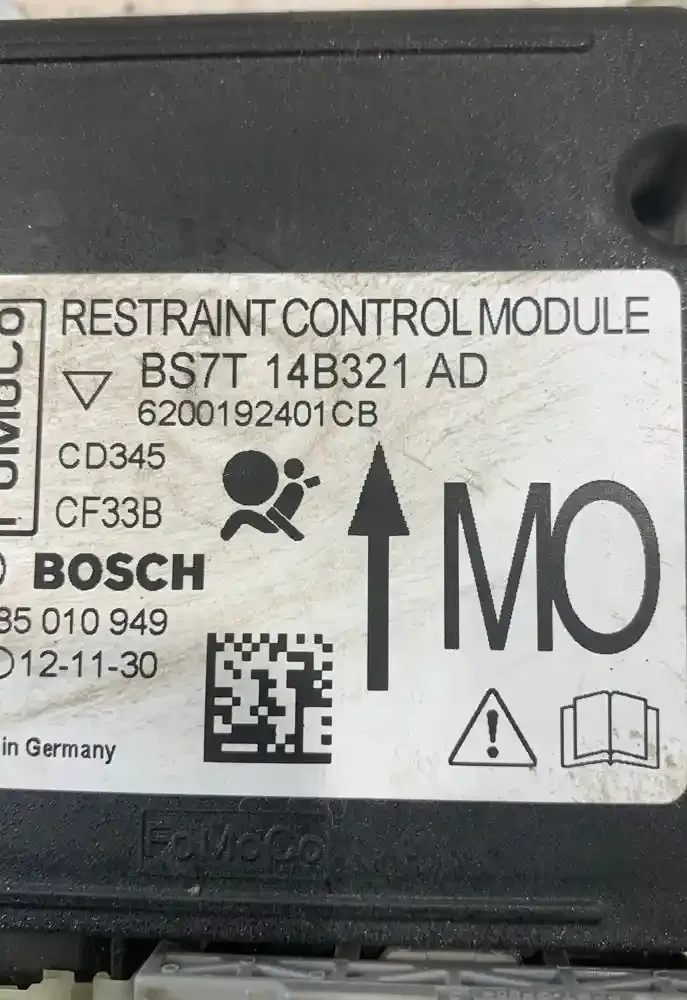 FoMoCo
RESTRAINT CONTROL MODULE
BS7T 14B321 AD
6200192401CB
CD345
CF33B
MO
BOSCH
85 010 949
12-11-30
in Germany
FoMoCo